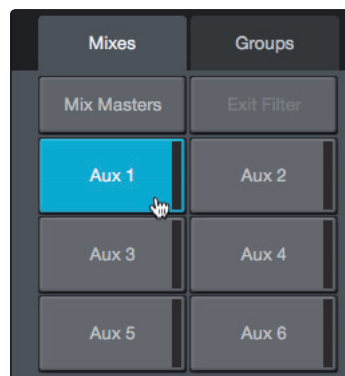 Mixes Groups
Mix Masters Exit Filter
Aux 1 Aux 2
Aux 3 Aux 4
Aux 5 Aux 6